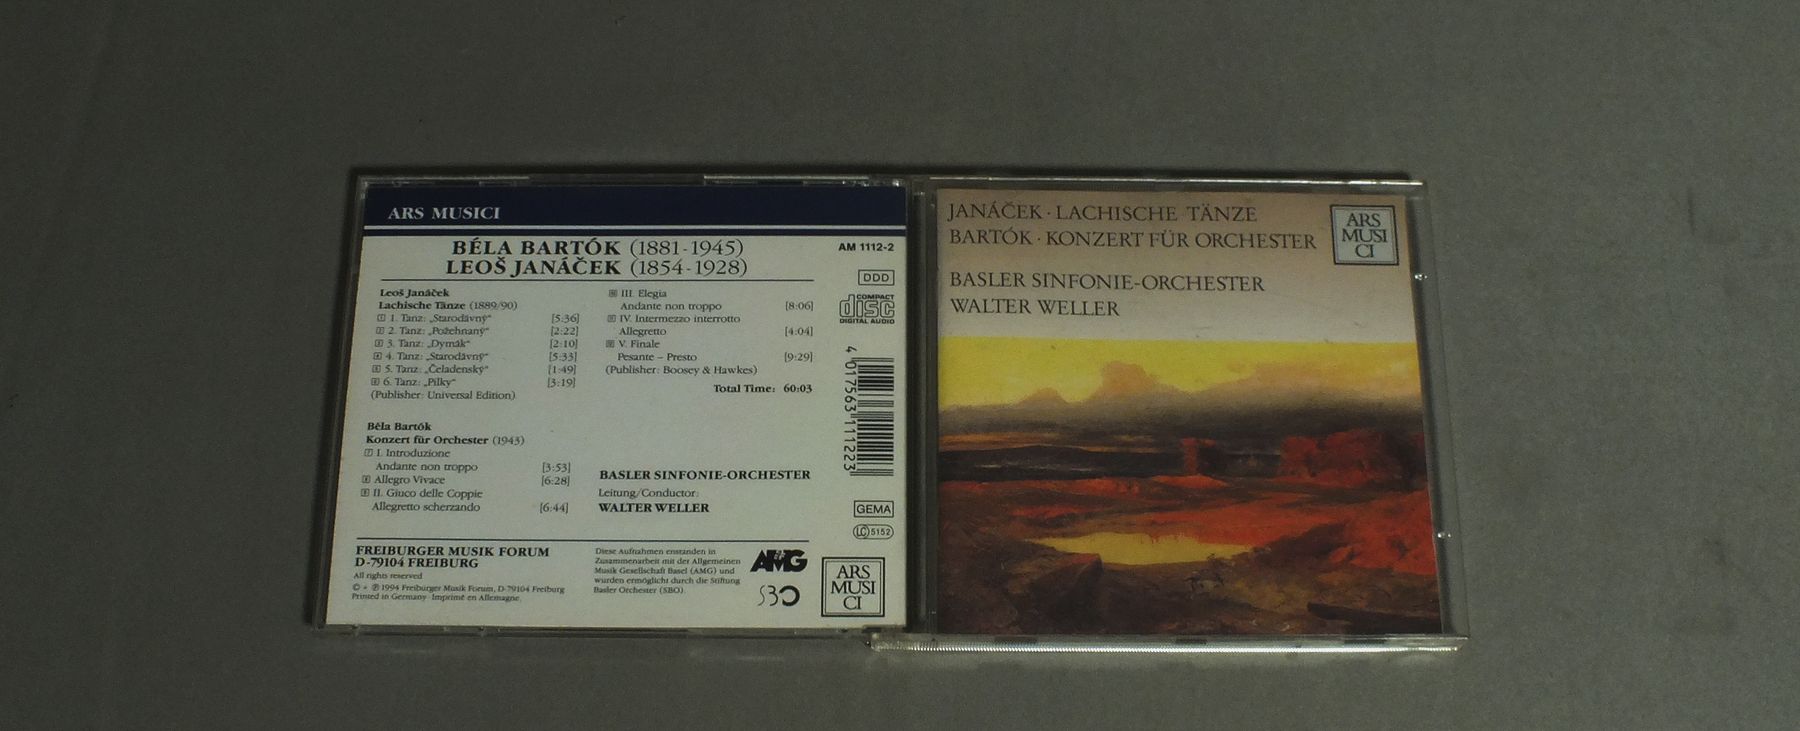 ARS MUSICI
BÉLA BARTÓK (1881-1945)
LEOŠ JANÁČEK (1854-1928)
AM 1112-2
DDD
COMPACT
disc
DIGITAL AUDIO
Leoš Janáček
Lachische Tänze (1889/90)
1 1. Tanz: „Starodávný“ [5:36]
2 2. Tanz: „Požehnaný“ [2:22]
3 3. Tanz: „Dymák“ [2:10]
4 4. Tanz: „Starodávný“ [5:33]
5 5. Tanz: „Čeladenský“ [1:49]
6 6. Tanz: „Pilky“ [3:19]
(Publisher: Universal Edition)
Béla Bartók
Konzert für Orchester (1943)
7 I. Introduzione
Andante non troppo [3:53]
8 Allegro Vivace [6:28]
9 II. Giuco delle Coppie
Allegretto scherzando [6:44]
10 III. Elegia
Andante non troppo [8:06]
11 IV. Intermezzo interrotto
Allegretto [4:04]
12 V. Finale
Pesante – Presto [9:29]
(Publisher: Boosey & Hawkes)
Total Time: 60:03
BASLER SINFONIE-ORCHESTER
Leitung/Conductor:
WALTER WELLER
4 017563 111223
GEMA
LC 5152
FREIBURGER MUSIK FORUM
D-79104 FREIBURG
All rights reserved
© + ℗ 1994 Freiburger Musik Forum, D-79104 Freiburg
Printed in Germany · Imprimé en Allemagne.
Diese Aufnahmen enstanden in
Zusammenarbeit mit der Allgemeinen
Musik Gesellschaft Basel (AMG) und
wurden ermöglicht durch die Stiftung
Basler Orchester (SBO).
AMG
SBO
ARS
MUSI
CI
JANÁČEK · LACHISCHE TÄNZE
BARTÓK · KONZERT FÜR ORCHESTER
BASLER SINFONIE-ORCHESTER
WALTER WELLER
ARS
MUSI
CI